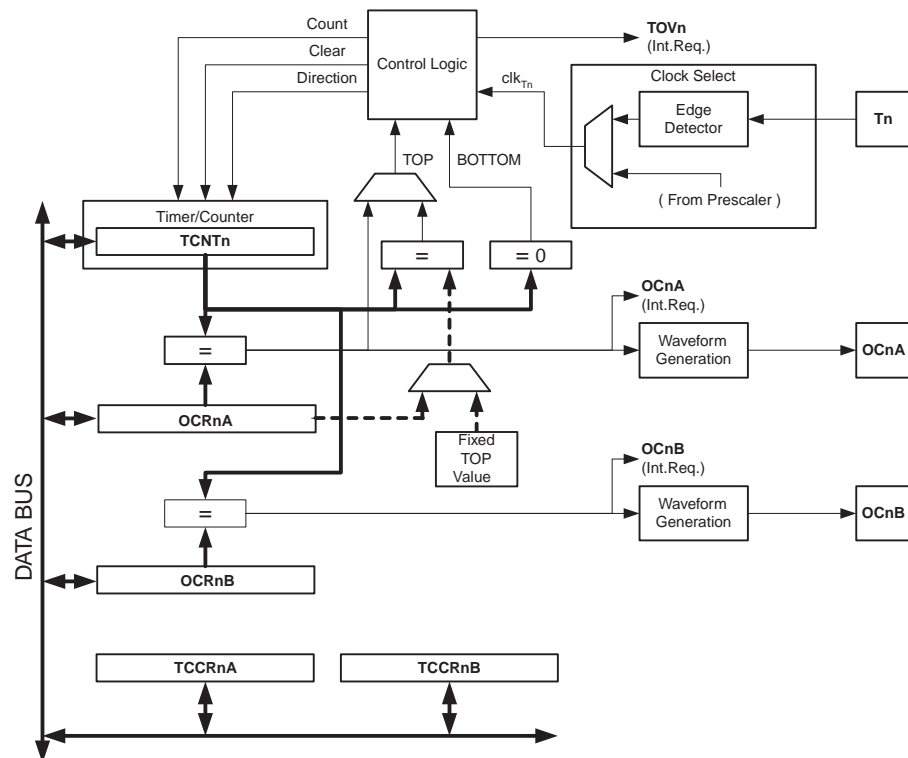 Count
Clear
Direction
Control Logic
TOVn
(Int.Req.)
Clock Select
clkTn
Edge
Detector
Tn
( From Prescaler )
TOP
BOTTOM
Timer/Counter
TCNTn
=
= 0
OCnA
(Int.Req.)
=
Waveform
Generation
OCnA
OCRnA
Fixed
TOP
Value
OCnB
(Int.Req.)
=
Waveform
Generation
OCnB
DATA BUS
OCRnB
TCCRnA
TCCRnB